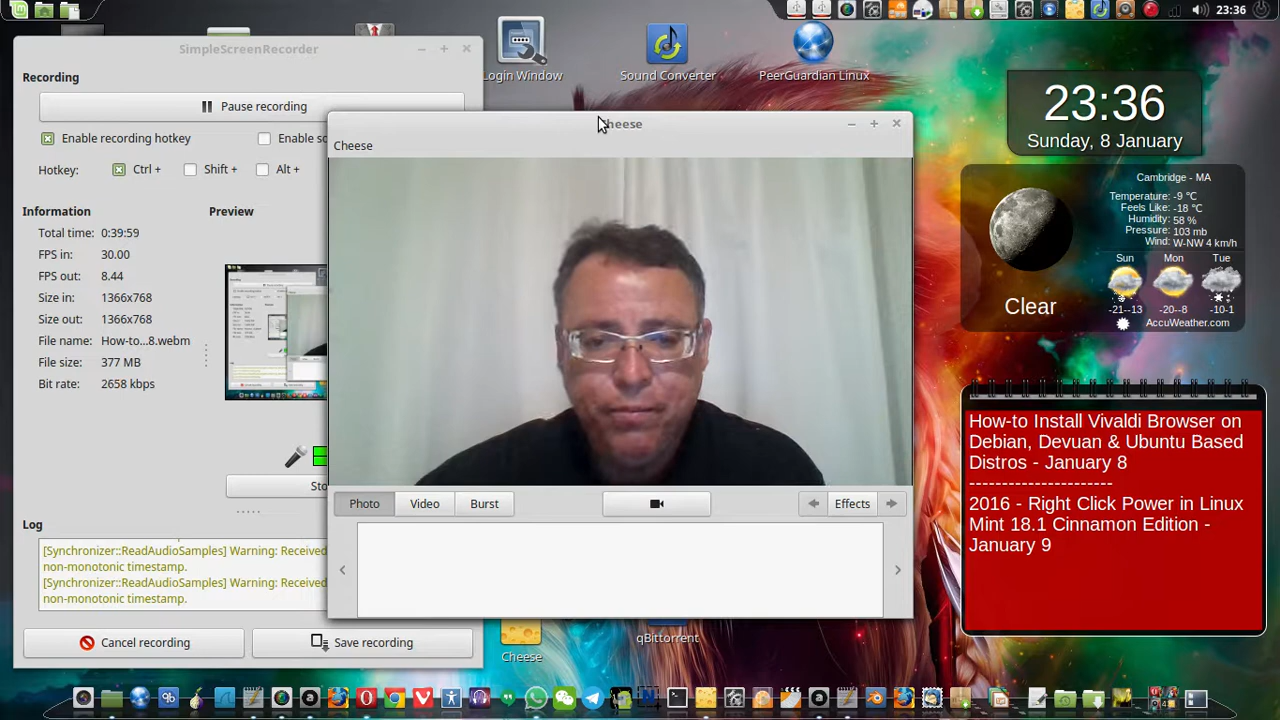 23:36
SimpleScreenRecorder
Recording
Pause recording
Enable recording hotkey
Enable so
Hotkey:
Ctrl +
Shift +
Alt +
Information
Preview
Total time: 0:39:59
FPS in: 30.00
FPS out: 8.44
Size in: 1366x768
Size out: 1366x768
File name: How-to...8.webm
File size: 377 MB
Bit rate: 2658 kbps
Sto
Log
[Synchronizer::ReadAudioSamples] Warning: Received
non-monotonic timestamp.
[Synchronizer::ReadAudioSamples] Warning: Received
non-monotonic timestamp.
Cancel recording
Save recording
Login Window
Sound Converter
PeerGuardian Linux
Cheese
Photo
Video
Burst
Effects
Cheese
qBittorrent
23:36
Sunday, 8 January
Cambridge - MA
Temperature: -9 °C
Feels Like: -18 °C
Humidity: 58 %
Pressure: 103 mb
Wind: W-NW 4 km/h
Sun Mon Tue
-21--13 -20--8 -10-1
Clear
AccuWeather.com
How-to Install Vivaldi Browser on
Debian, Devuan & Ubuntu Based
Distros - January 8
----------------------
2016 - Right Click Power in Linux
Mint 18.1 Cinnamon Edition -
January 9